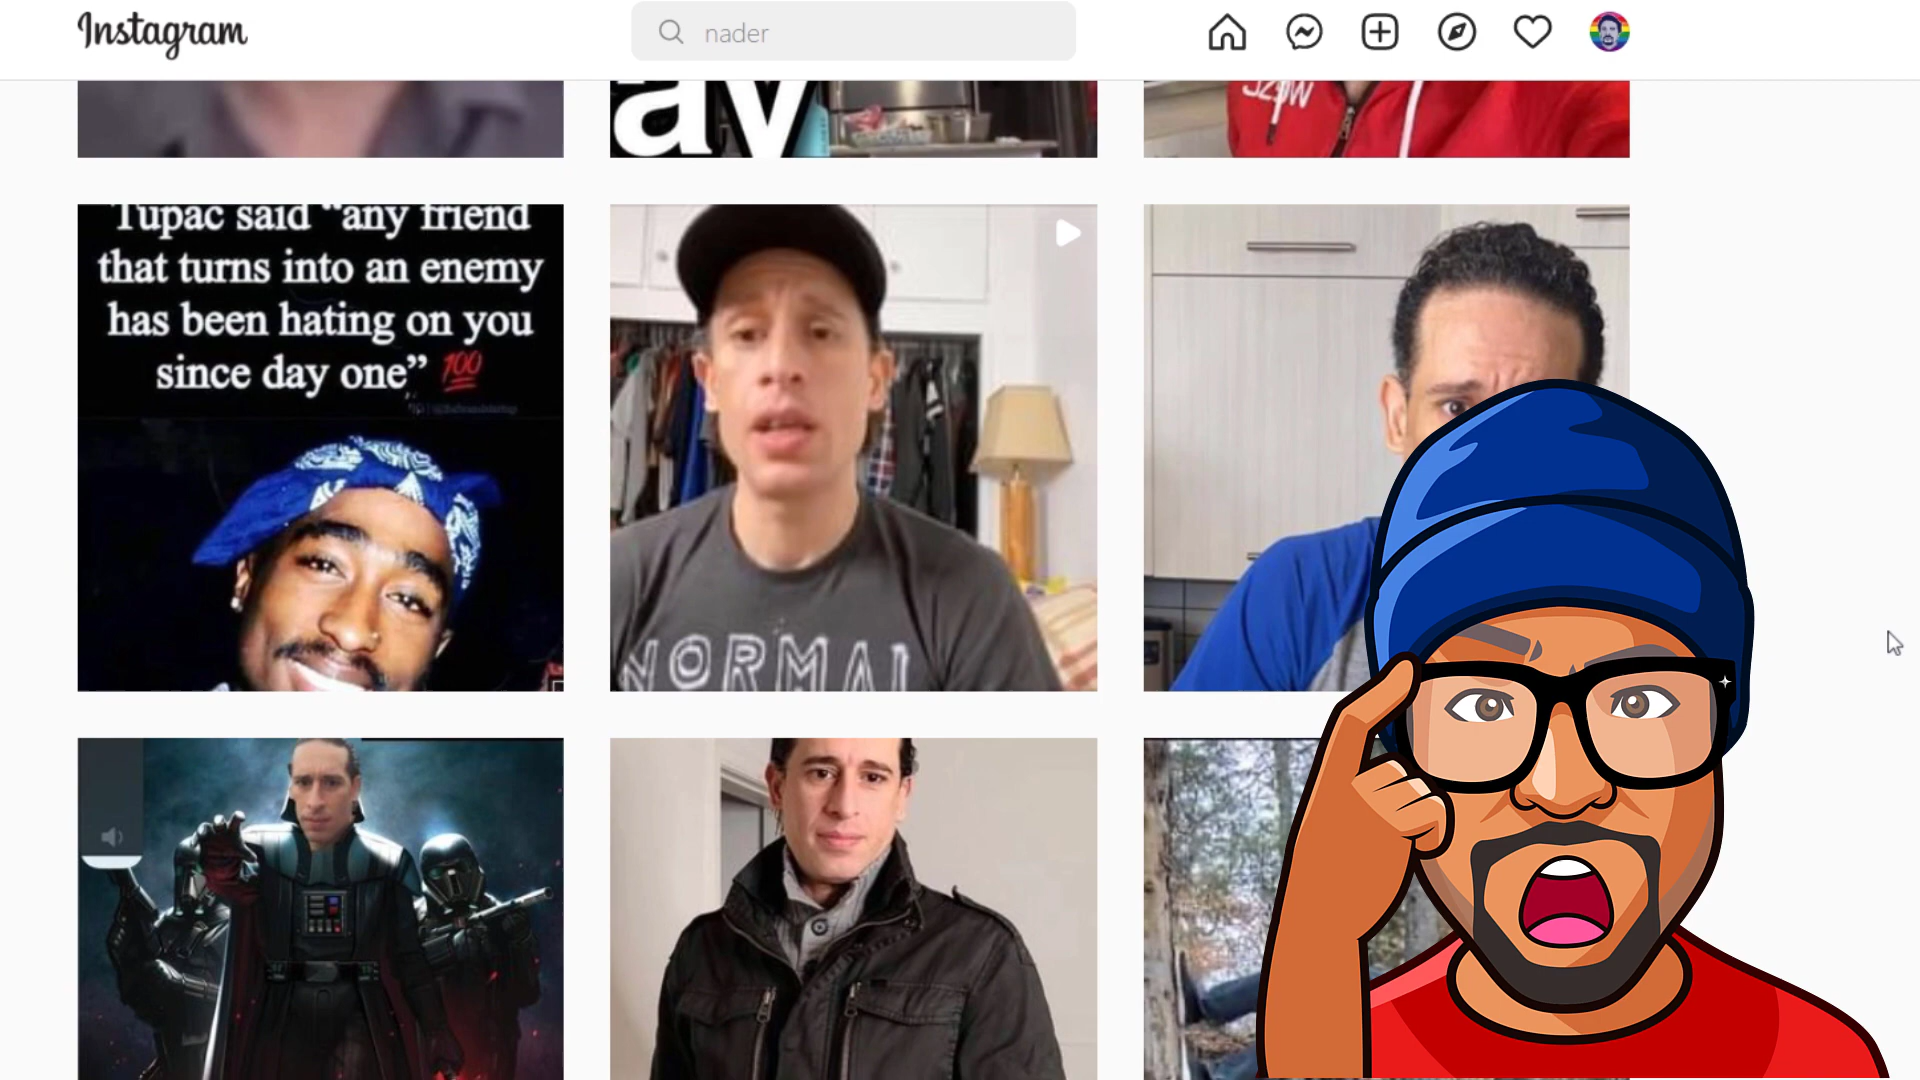 Instagram
nader
ay
Tupac said “any friend
that turns into an enemy
has been hating on you
since day one” 💯
NORMAL